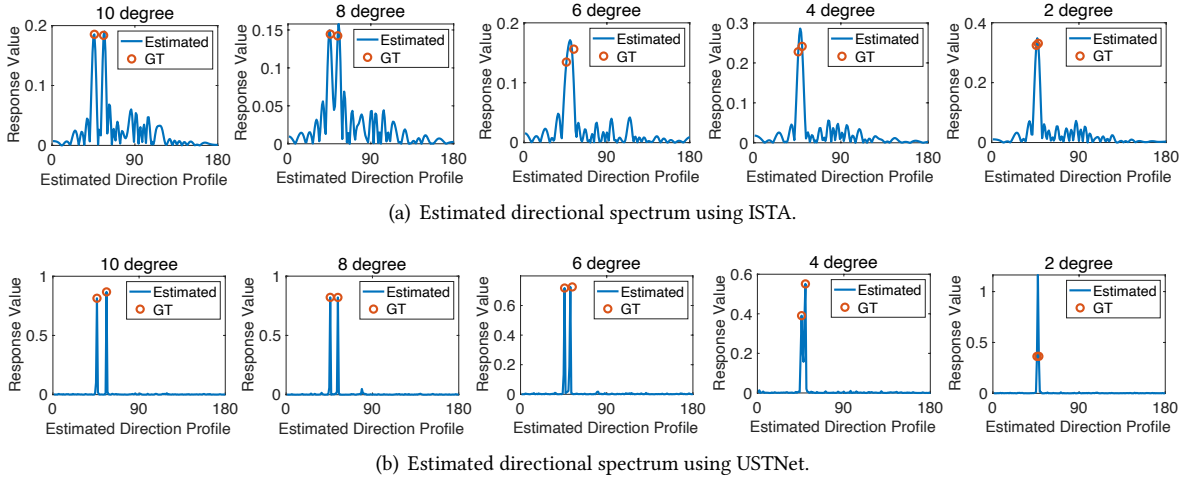 10 degree
Response Value
0.2
0.1
0
0
90
180
Estimated
GT
Estimated Direction Profile
8 degree
Response Value
0.15
0.1
0.05
0
0
90
180
Estimated
GT
Estimated Direction Profile
6 degree
Response Value
0.2
0.1
0
0
90
180
Estimated
GT
Estimated Direction Profile
4 degree
Response Value
0.3
0.2
0.1
0
0
90
180
Estimated
GT
Estimated Direction Profile
2 degree
Response Value
0.4
0.2
0
0
90
180
Estimated
GT
Estimated Direction Profile
(a) Estimated directional spectrum using ISTA.
10 degree
Response Value
1
0.5
0
0
90
180
Estimated
GT
Estimated Direction Profile
8 degree
Response Value
1
0.5
0
0
90
180
Estimated
GT
Estimated Direction Profile
6 degree
Response Value
0.6
0.4
0.2
0
0
90
180
Estimated
GT
Estimated Direction Profile
4 degree
Response Value
0.6
0.4
0.2
0
0
90
180
Estimated
GT
Estimated Direction Profile
2 degree
Response Value
1
0.5
0
0
90
180
Estimated
GT
Estimated Direction Profile
(b) Estimated directional spectrum using USTNet.